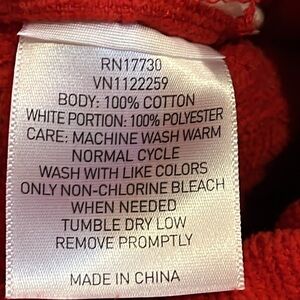 RN17730
VN1122259
BODY: 100% COTTON
WHITE PORTION: 100% POLYESTER
CARE: MACHINE WASH WARM
NORMAL CYCLE
WASH WITH LIKE COLORS
ONLY NON-CHLORINE BLEACH
WHEN NEEDED
TUMBLE DRY LOW
REMOVE PROMPTLY
MADE IN CHINA